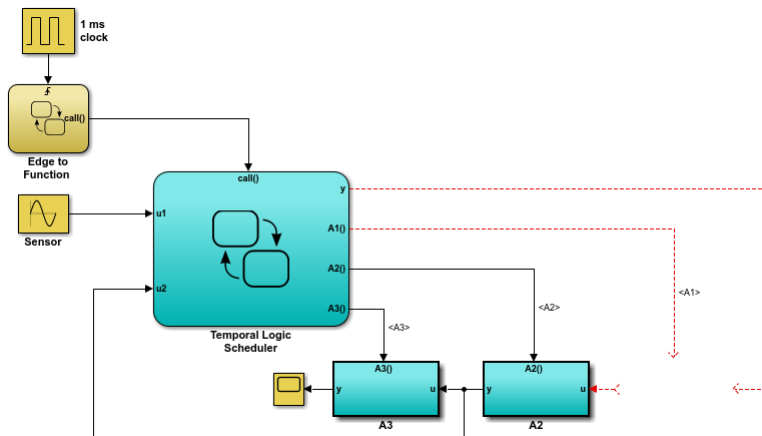 1 ms
clock
call()
Edge to
Function
call()
y
u1
Sensor
A1()
<A1>
A2()
<A2>
u2
A3()
<A3>
Temporal Logic
Scheduler
A3()
y
u
A3
A2()
y
u
A2